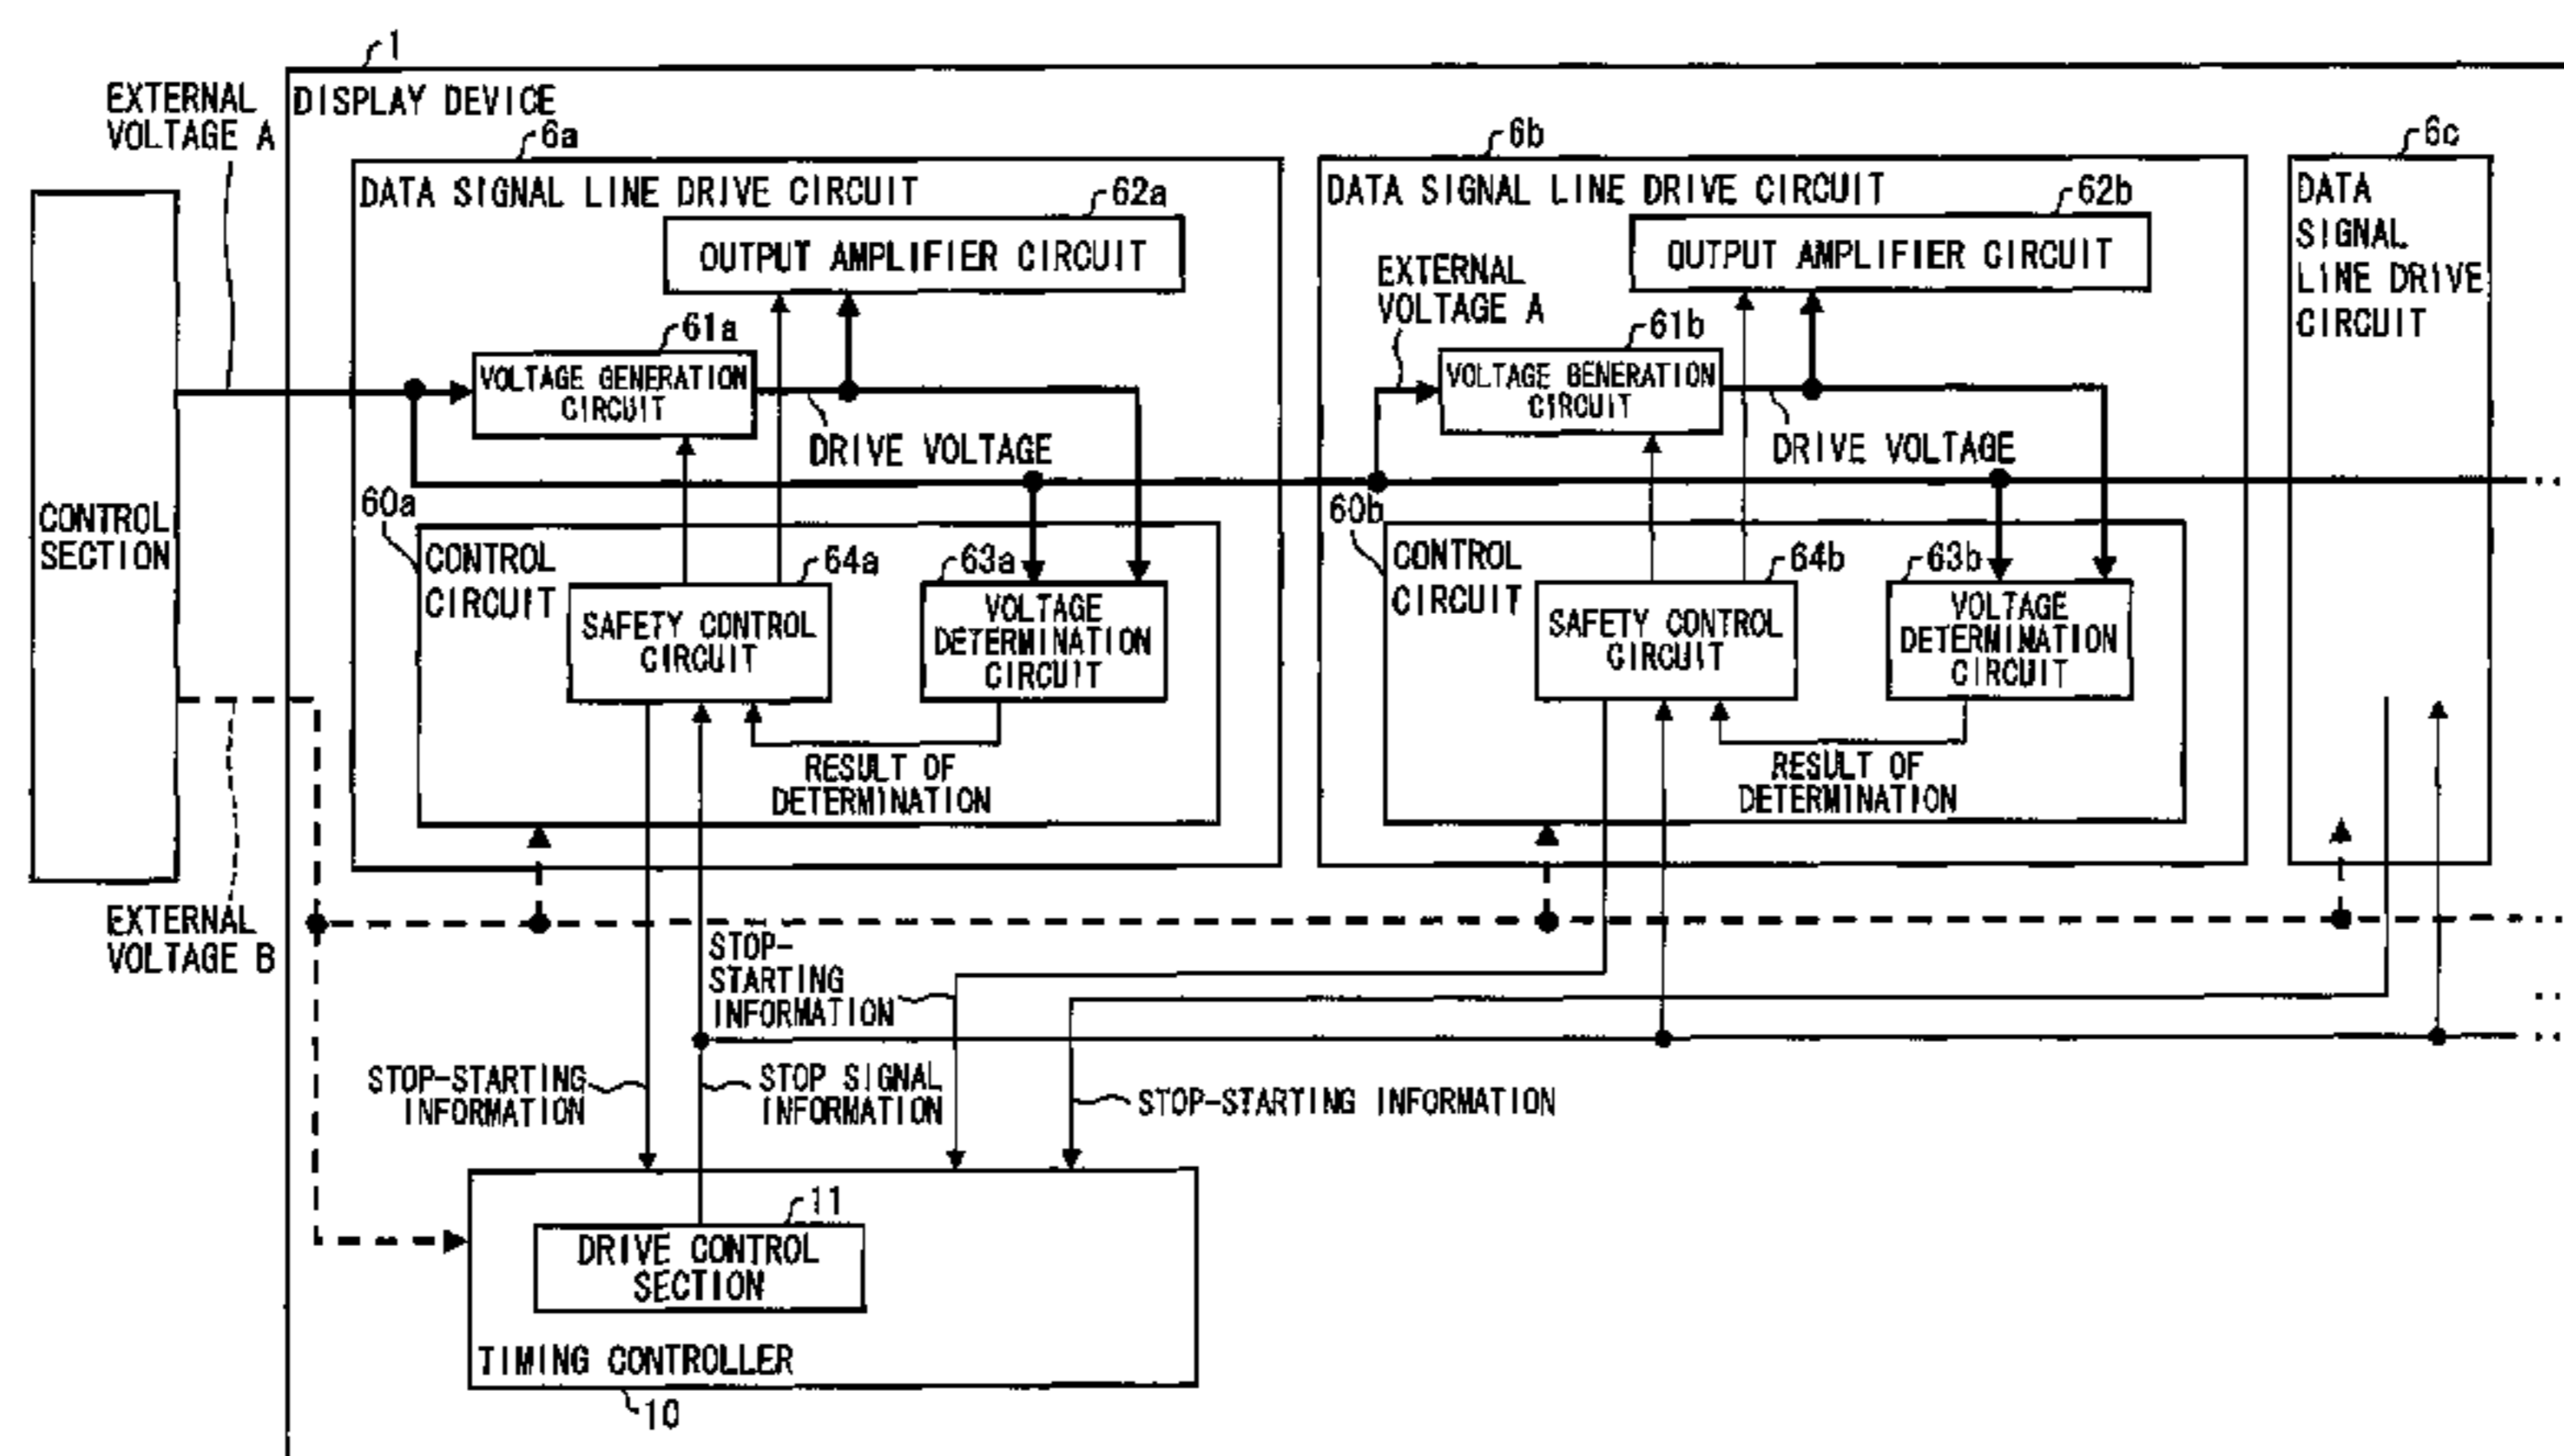 1
EXTERNAL
VOLTAGE A
DISPLAY DEVICE
6a
6b
6c
DATA SIGNAL LINE DRIVE CIRCUIT
62a
OUTPUT AMPLIFIER CIRCUIT
61a
VOLTAGE GENERATION
CIRCUIT
DRIVE VOLTAGE
DATA SIGNAL LINE DRIVE CIRCUIT
62b
OUTPUT AMPLIFIER CIRCUIT
EXTERNAL
VOLTAGE A
61b
VOLTAGE GENERATION
CIRCUIT
DRIVE VOLTAGE
DATA
SIGNAL
LINE DRIVE
CIRCUIT
CONTROL
SECTION
60a
CONTROL
CIRCUIT
64a
SAFETY CONTROL
CIRCUIT
63a
VOLTAGE
DETERMINATION
CIRCUIT
RESULT OF
DETERMINATION
60b
CONTROL
CIRCUIT
64b
SAFETY CONTROL
CIRCUIT
63b
VOLTAGE
DETERMINATION
CIRCUIT
RESULT OF
DETERMINATION
EXTERNAL
VOLTAGE B
STOP-
STARTING
INFORMATION
STOP-STARTING
INFORMATION
STOP SIGNAL
INFORMATION
STOP-STARTING INFORMATION
11
DRIVE CONTROL
SECTION
TIMING CONTROLLER
10